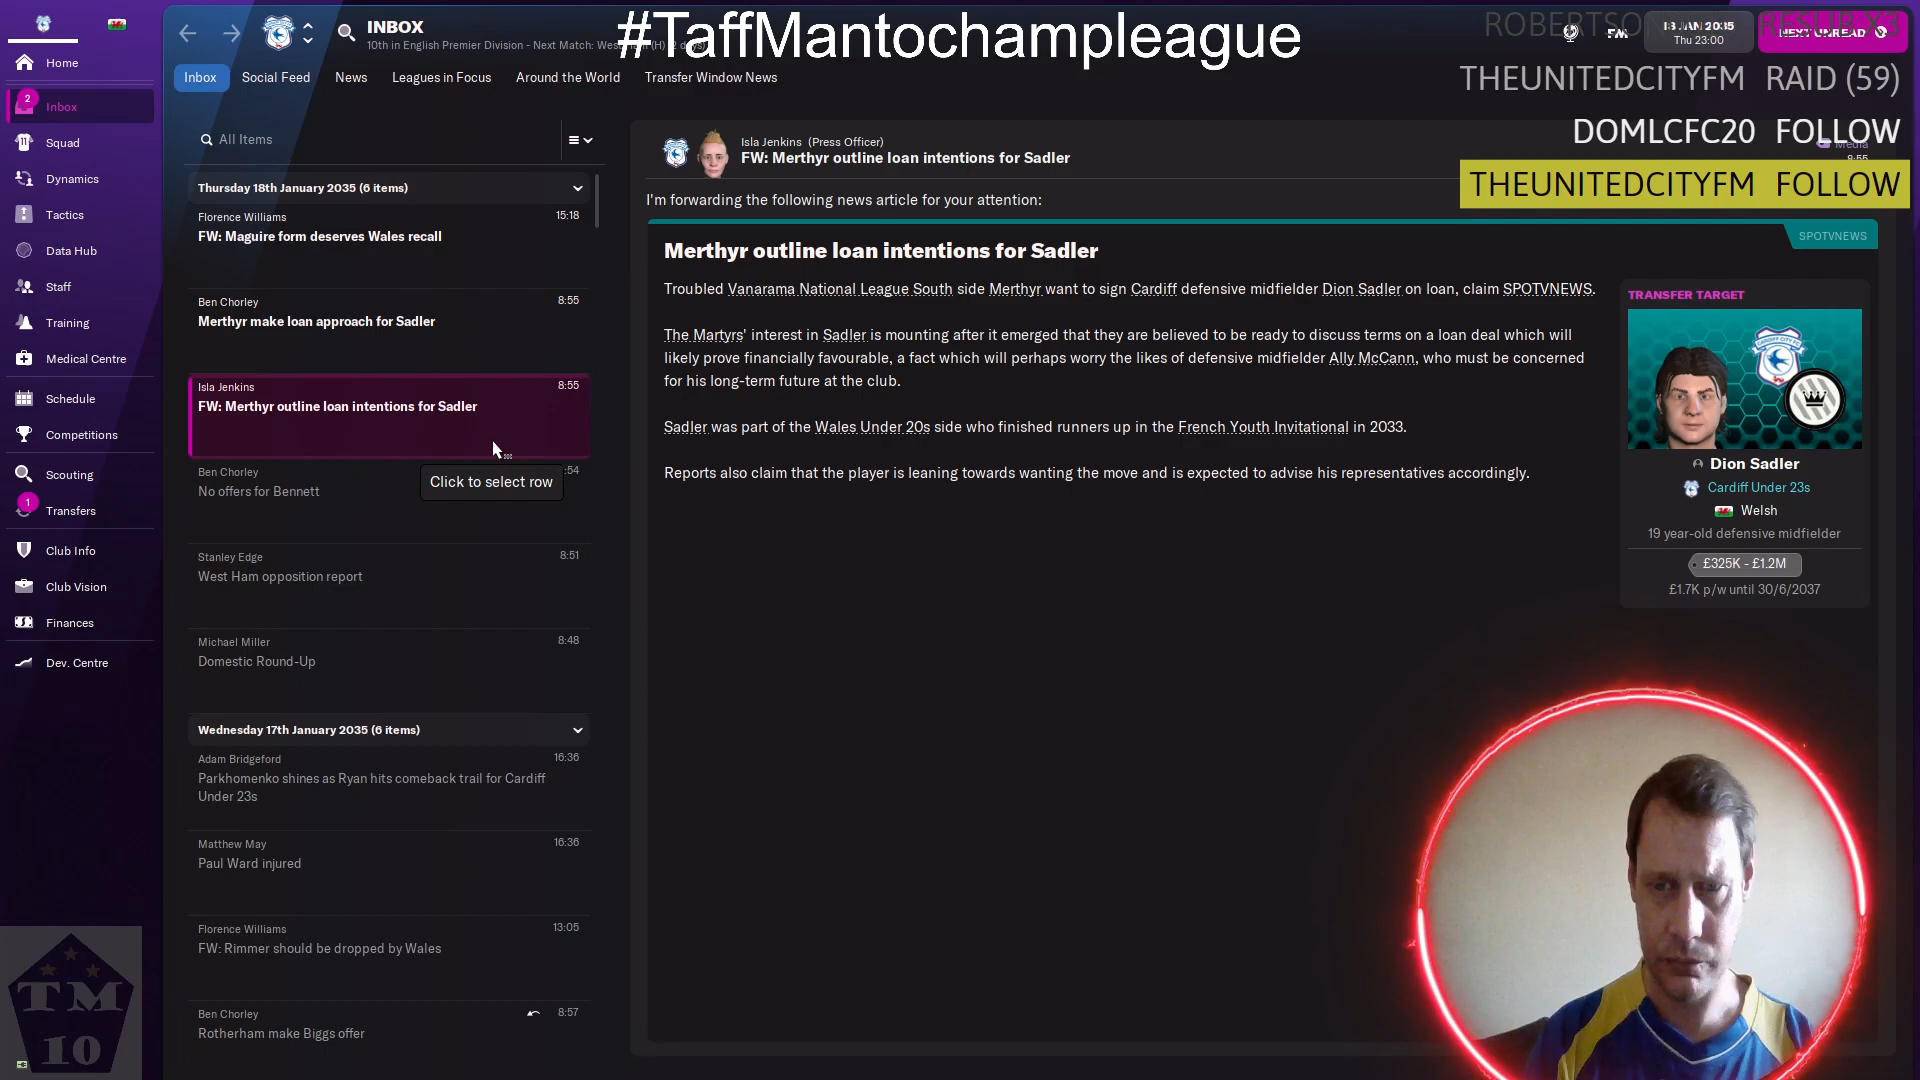 #TaffMantochampleague
INBOX
10th in English Premier Division - Next Match: West Ham (H)
18 JAN 2035
Thu 23:00
NEXT UNREAD
FM
RESUB X3
THEUNITEDCITYFM RAID (59)
DOMLCFC20 FOLLOW
THEUNITEDCITYFM FOLLOW
Home
2
Inbox
Squad
Dynamics
Tactics
Data Hub
Staff
Training
Medical Centre
Schedule
Competitions
Scouting
1
Transfers
Club Info
Club Vision
Finances
Dev. Centre
TM
10
Inbox
Social Feed
News
Leagues in Focus
Around the World
Transfer Window News
All Items
Thursday 18th January 2035 (6 items)
Florence Williams 15:18
FW: Maguire form deserves Wales recall
Ben Chorley 8:55
Merthyr make loan approach for Sadler
Isla Jenkins 8:55
FW: Merthyr outline loan intentions for Sadler
Ben Chorley :54
No offers for Bennett
Click to select row
Stanley Edge 8:51
West Ham opposition report
Michael Miller 8:48
Domestic Round-Up
Wednesday 17th January 2035 (6 items)
Adam Bridgeford 16:36
Parkhomenko shines as Ryan hits comeback trail for Cardiff
Under 23s
Matthew May 16:36
Paul Ward injured
Florence Williams 13:05
FW: Rimmer should be dropped by Wales
Ben Chorley 8:57
Rotherham make Biggs offer
Isla Jenkins (Press Officer)
FW: Merthyr outline loan intentions for Sadler
Media
I'm forwarding the following news article for your attention:
SPOTVNEWS
Merthyr outline loan intentions for Sadler
Troubled Vanarama National League South side Merthyr want to sign Cardiff defensive midfielder Dion Sadler on loan, claim SPOTVNEWS.
The Martyrs' interest in Sadler is mounting after it emerged that they are believed to be ready to discuss terms on a loan deal which will
likely prove financially favourable, a fact which will perhaps worry the likes of defensive midfielder Ally McCann, who must be concerned
for his long-term future at the club.
Sadler was part of the Wales Under 20s side who finished runners up in the French Youth Invitational in 2033.
Reports also claim that the player is leaning towards wanting the move and is expected to advise his representatives accordingly.
TRANSFER TARGET
Dion Sadler
Cardiff Under 23s
Welsh
19 year-old defensive midfielder
£325K - £1.2M
£1.7K p/w until 30/6/2037